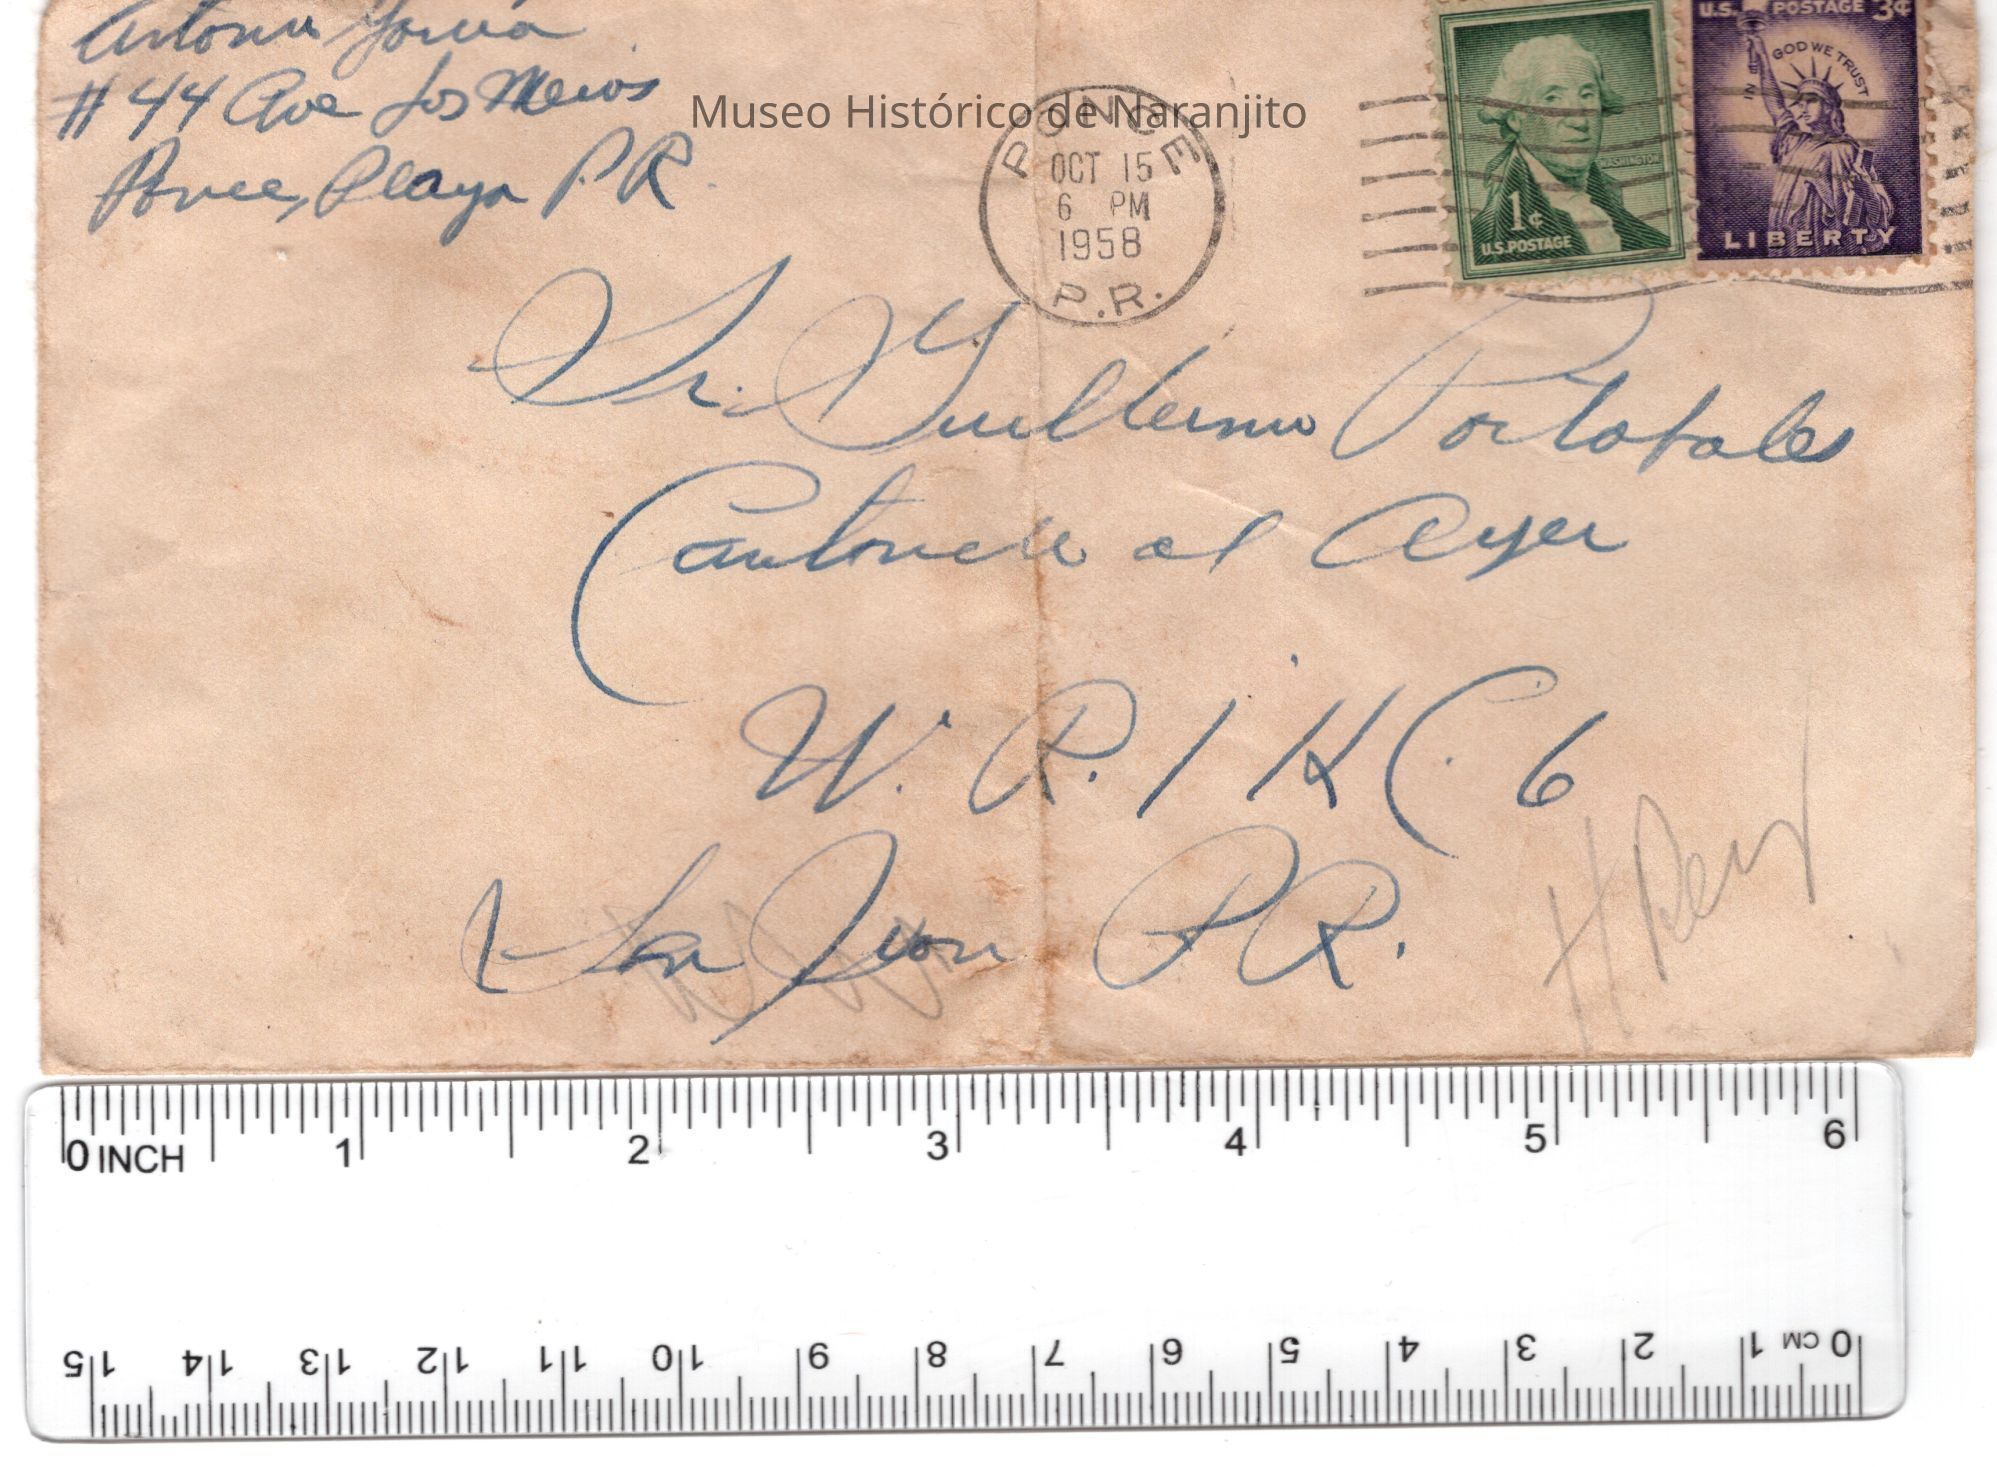 Antonia García
#44 Ave Los Meros
Ponce, Playa P.R.
Museo Histórico de Naranjito
PONCE
OCT 15
6 PM
1958
P.R.
1¢
WASHINGTON
U.S. POSTAGE
U.S. POSTAGE 3¢
IN GOD WE TRUST
LIBERTY
Sr. Guillermo Portabales
al Ayer
W. R. I K C. 6
San Juan P.R.
0 INCH 1 2 3 4 5 6
0 CM 1 2 3 4 5 6 7 8 9 10 11 12 13 14 15